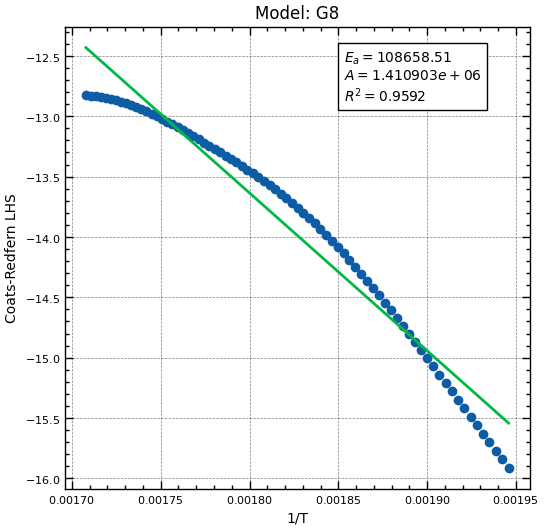 Model: G8
Eₐ = 108658.51
A = 1.410903e + 06
R² = 0.9592
−12.5
−13.0
−13.5
−14.0
−14.5
−15.0
−15.5
−16.0
Coats-Redfern LHS
0.00170 0.00175 0.00180 0.00185 0.00190 0.00195
1/T